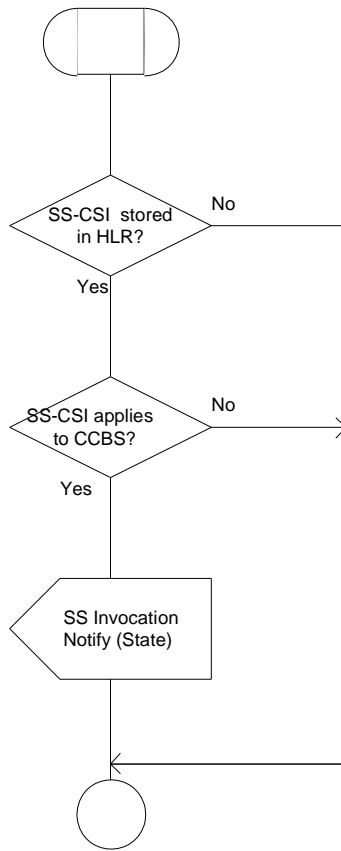 SS-CSI stored
in HLR?
No
Yes
SS-CSI applies
to CCBS?
No
Yes
SS Invocation
Notify (State)